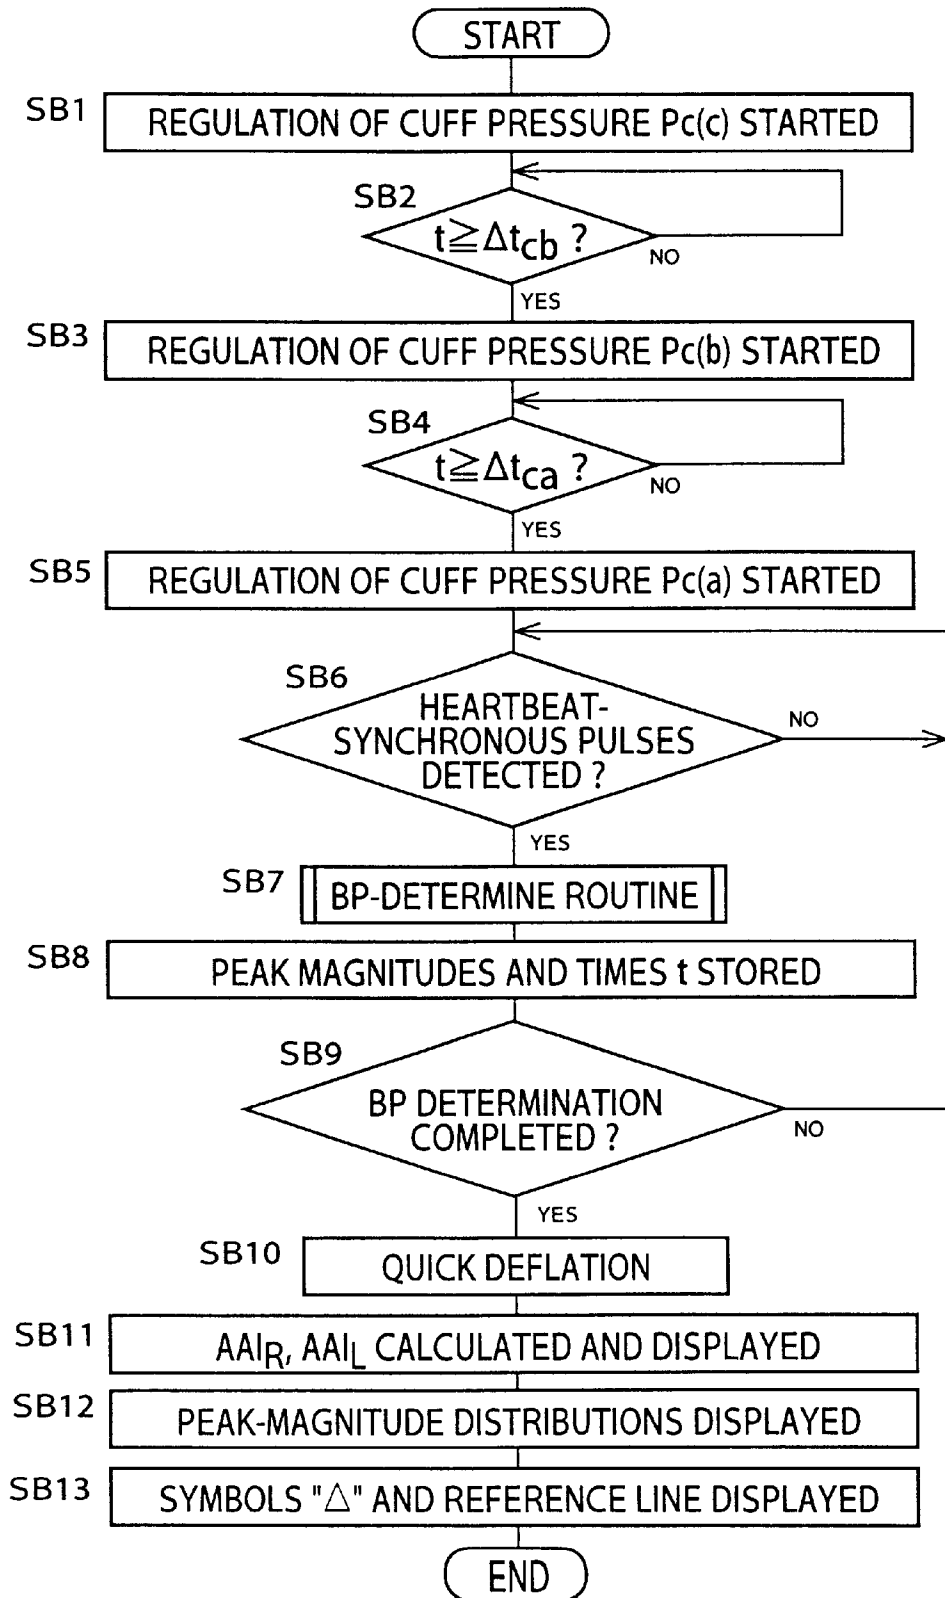 START
SB1
REGULATION OF CUFF PRESSURE Pc(c) STARTED
SB2
t≧Δtcb ?
NO
YES
SB3
REGULATION OF CUFF PRESSURE Pc(b) STARTED
SB4
t≧Δtca ?
NO
YES
SB5
REGULATION OF CUFF PRESSURE Pc(a) STARTED
SB6
HEARTBEAT-
SYNCHRONOUS PULSES
DETECTED ?
NO
YES
SB7
BP-DETERMINE ROUTINE
SB8
PEAK MAGNITUDES AND TIMES t STORED
SB9
BP DETERMINATION
COMPLETED ?
NO
YES
SB10
QUICK DEFLATION
SB11
AAIR, AAIL CALCULATED AND DISPLAYED
SB12
PEAK-MAGNITUDE DISTRIBUTIONS DISPLAYED
SB13
SYMBOLS "△" AND REFERENCE LINE DISPLAYED
END